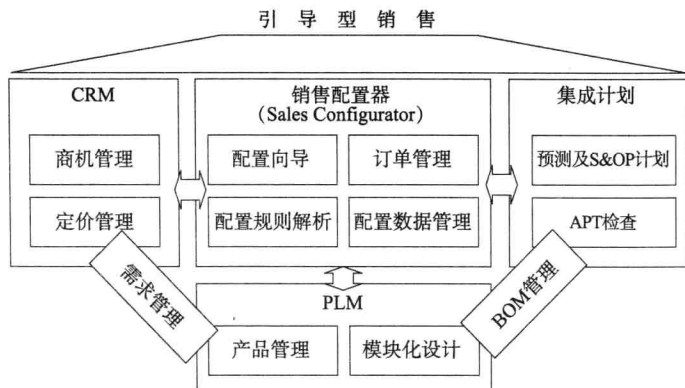 引导型销售
CRM
商机管理
定价管理
销售配置器
(Sales Configurator)
配置向导
订单管理
配置规则解析
配置数据管理
集成计划
预测及S&OP计划
APT检查
需求管理
BOM管理
PLM
产品管理
模块化设计